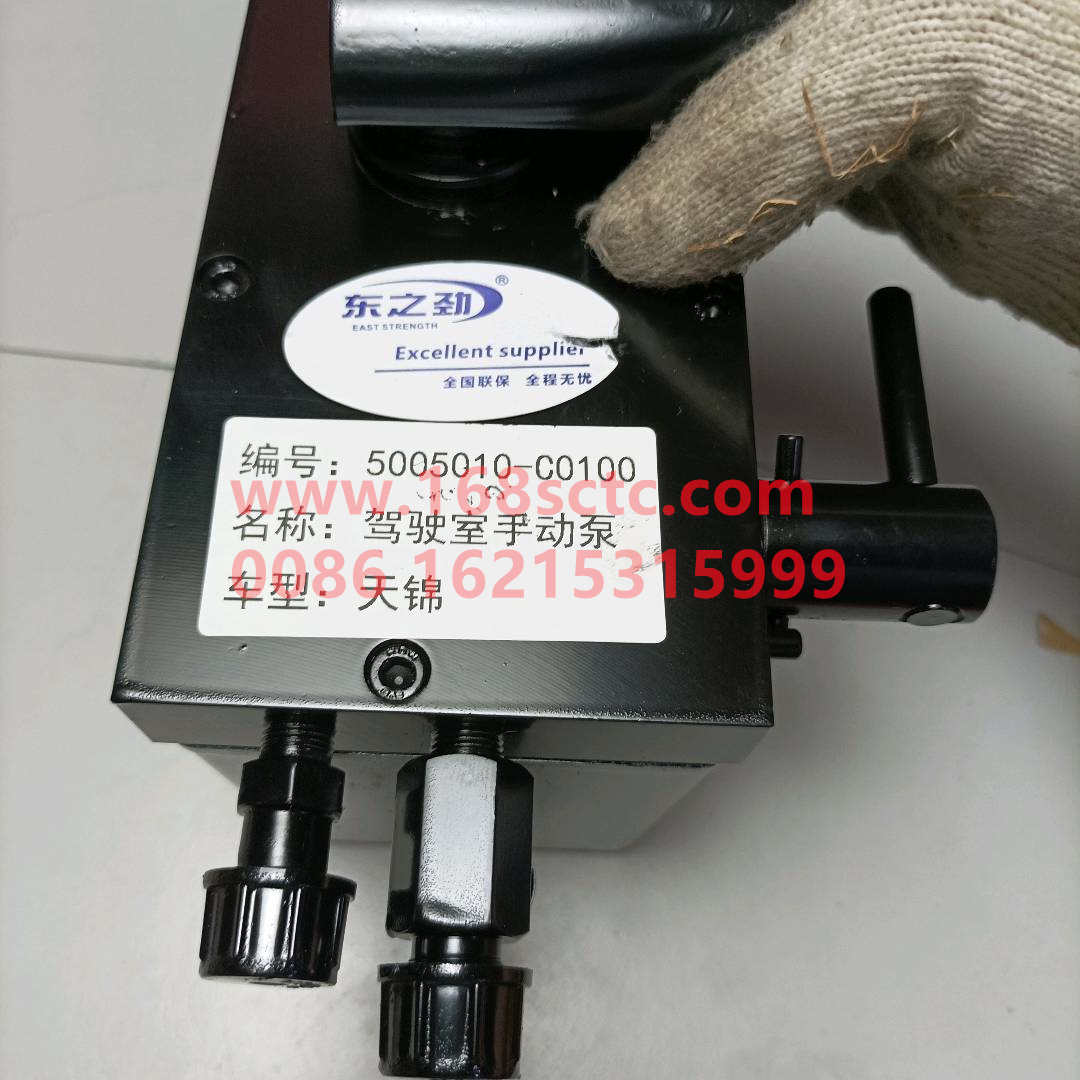 东之劲®
EAST STRENGTH
Excellent supplier
全国联保 全程无忧
编号: 5005010-C0100
www.168sctc.com
名称: 驾驶室手动泵
0086 16215315999
车型: 天锦